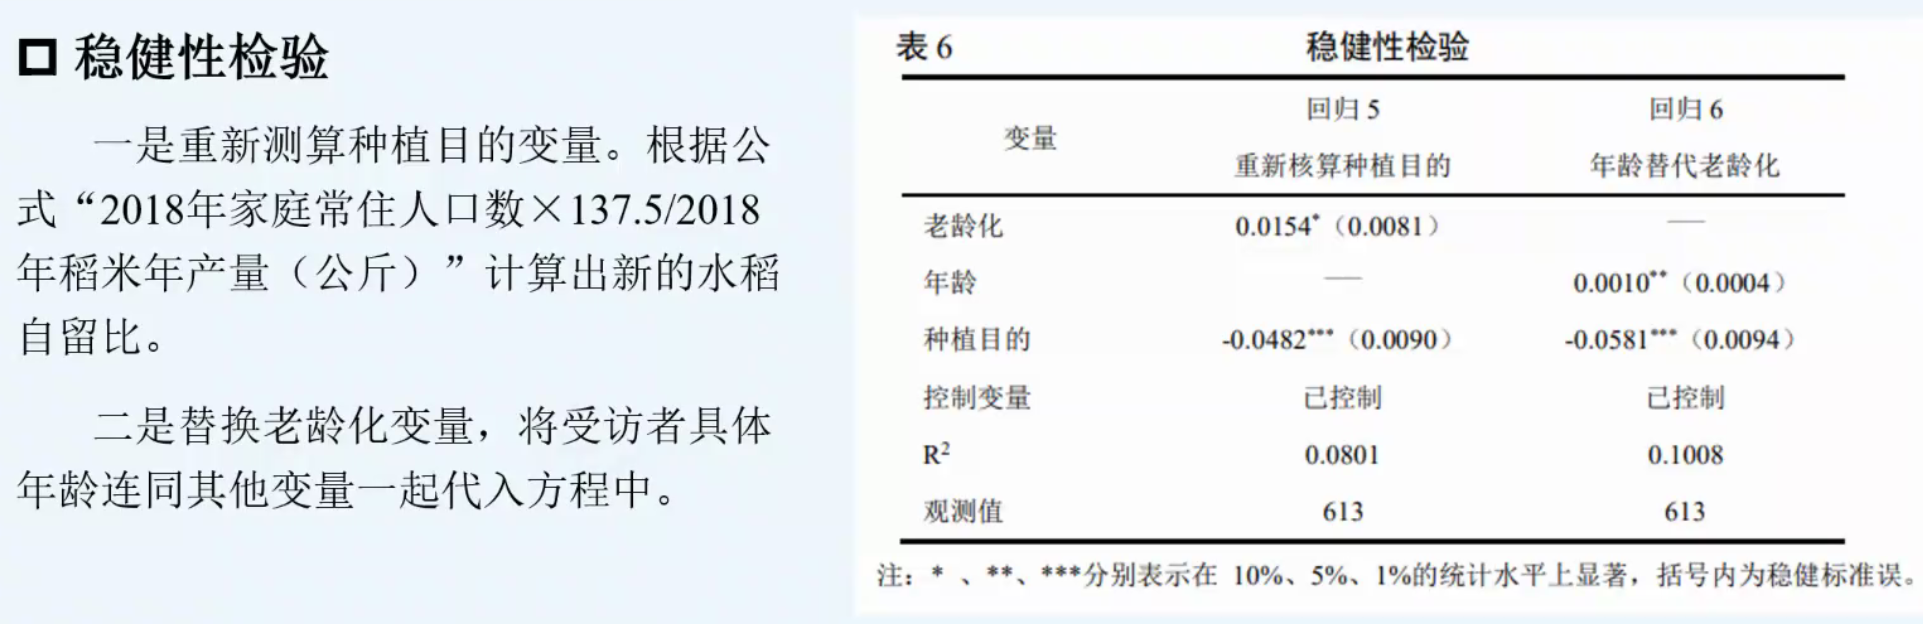 稳健性检验
一是重新测算种植目的变量。根据公
式“2018年家庭常住人口数×137.5/2018
年稻米年产量（公斤）”计算出新的水稻
自留比。
二是替换老龄化变量，将受访者具体
年龄连同其他变量一起代入方程中。
表 6 稳健性检验
变量 回归 5 回归 6
重新核算种植目的 年龄替代老龄化
老龄化 0.0154*（0.0081） —
年龄 — 0.0010**（0.0004）
种植目的 -0.0482***（0.0090） -0.0581***（0.0094）
控制变量 已控制 已控制
R² 0.0801 0.1008
观测值 613 613
注：* 、**、***分别表示在 10%、5%、1%的统计水平上显著，括号内为稳健标准误。